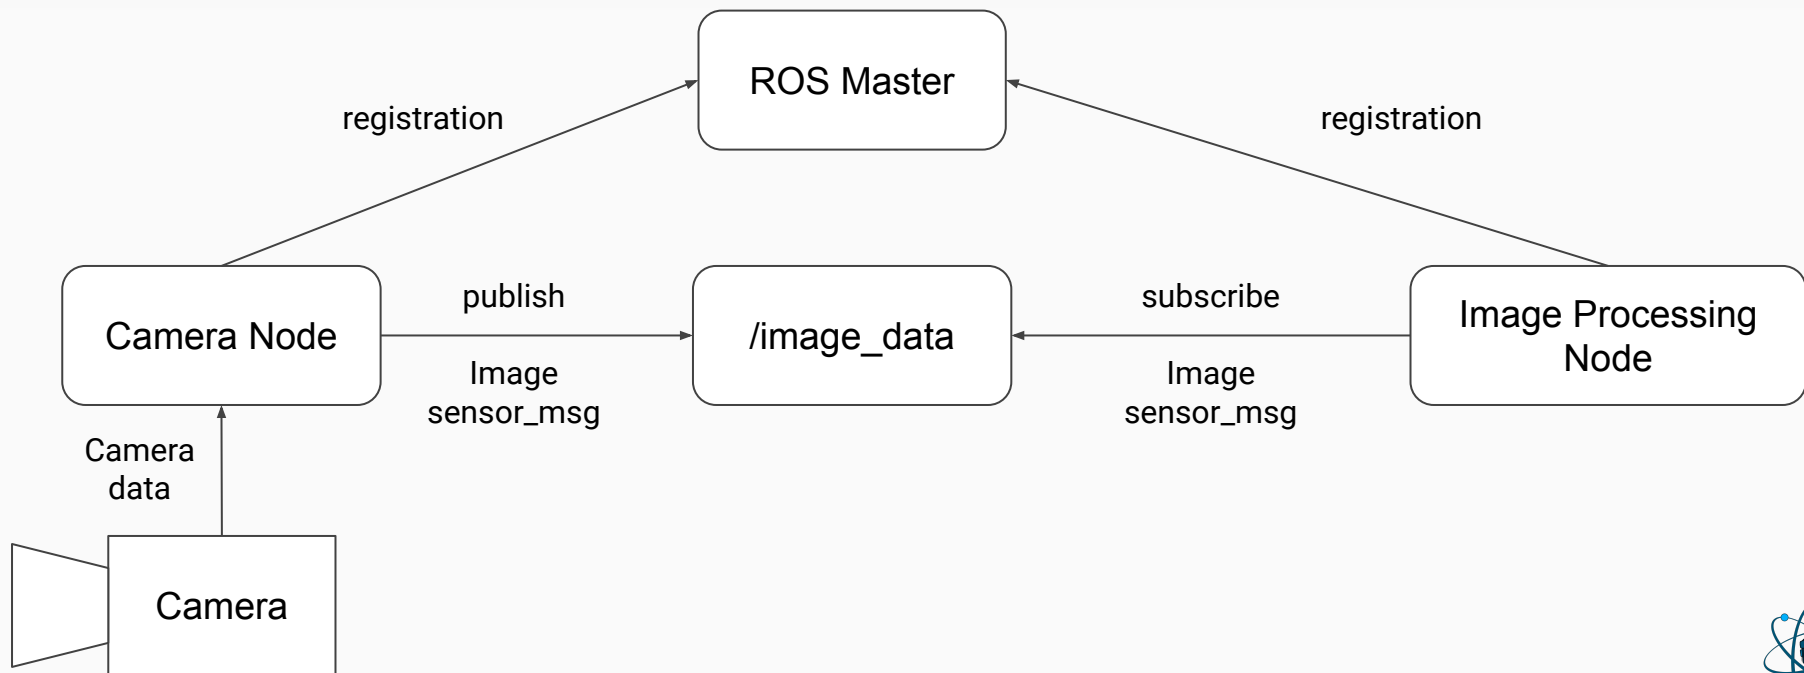 ROS Master
registration
registration
Camera Node
publish
Image
sensor_msg
/image_data
subscribe
Image
sensor_msg
Image Processing
Node
Camera
data
Camera